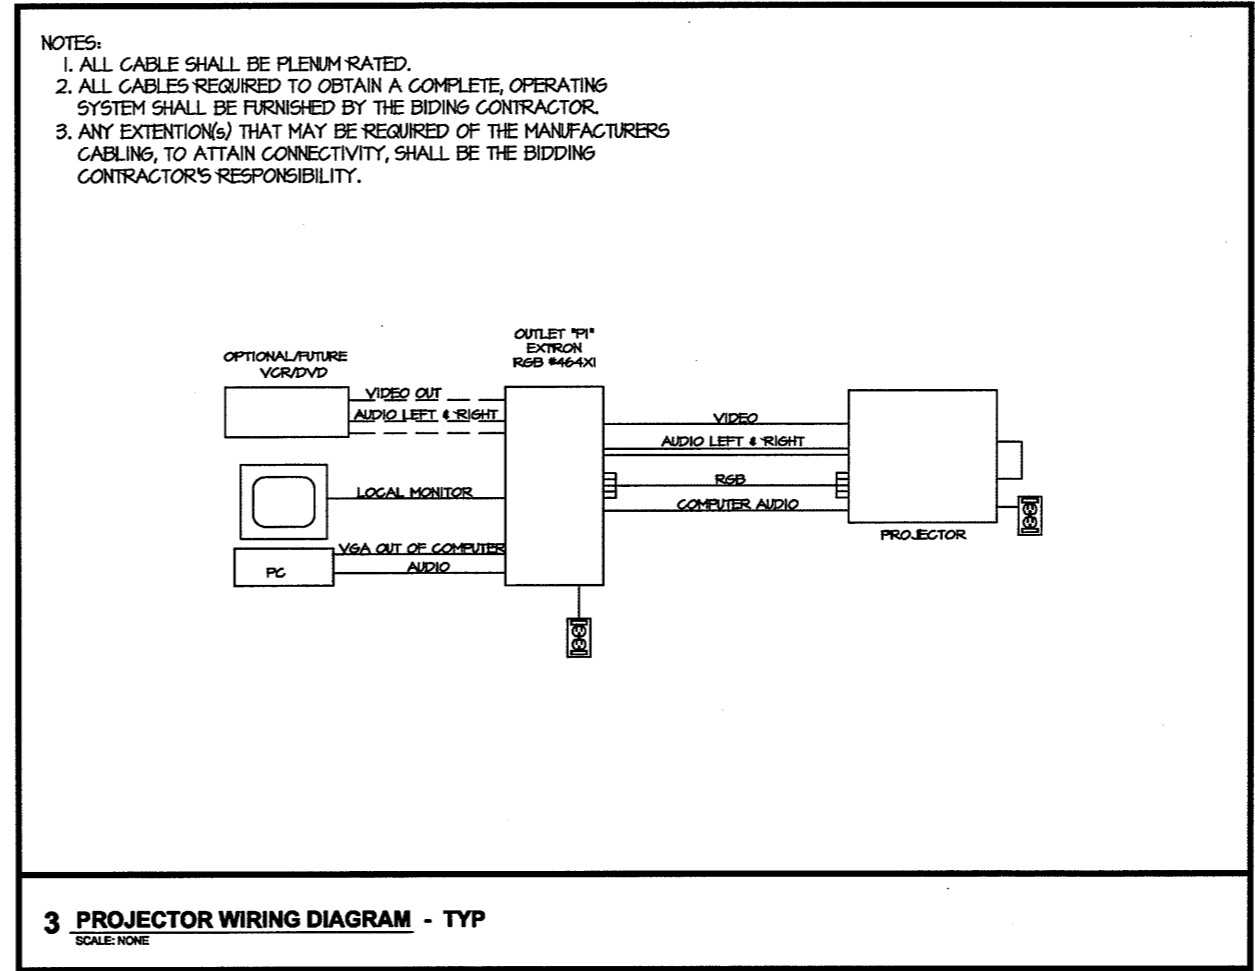 NOTES:
1. ALL CABLE SHALL BE PLENUM RATED.
2. ALL CABLES REQUIRED TO OBTAIN A COMPLETE, OPERATING
SYSTEM SHALL BE FURNISHED BY THE BIDING CONTRACTOR.
3. ANY EXTENTION(s) THAT MAY BE REQUIRED OF THE MANUFACTURERS
CABLING, TO ATTAIN CONNECTIVITY, SHALL BE THE BIDDING
CONTRACTOR'S RESPONSIBILITY.
OUTLET "P1"
EXTRON
RGB #464XI
OPTIONAL/FUTURE
VCR/DVD
VIDEO OUT
AUDIO LEFT & RIGHT
LOCAL MONITOR
VGA OUT OF COMPUTER
AUDIO
PC
VIDEO
AUDIO LEFT & RIGHT
RGB
COMPUTER AUDIO
PROJECTOR
3 PROJECTOR WIRING DIAGRAM - TYP
SCALE: NONE